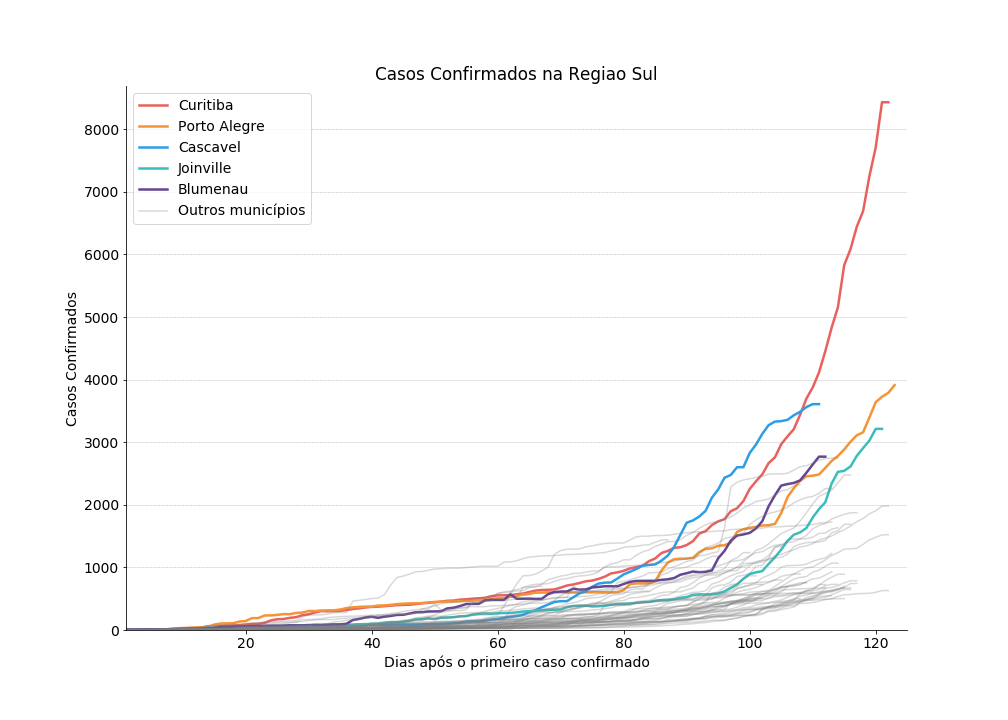 Casos Confirmados na Regiao Sul
Curitiba
Porto Alegre
Cascavel
Joinville
Blumenau
Outros municípios
8000
7000
6000
5000
4000
3000
2000
1000
0
Casos Confirmados
20 40 60 80 100 120
Dias após o primeiro caso confirmado